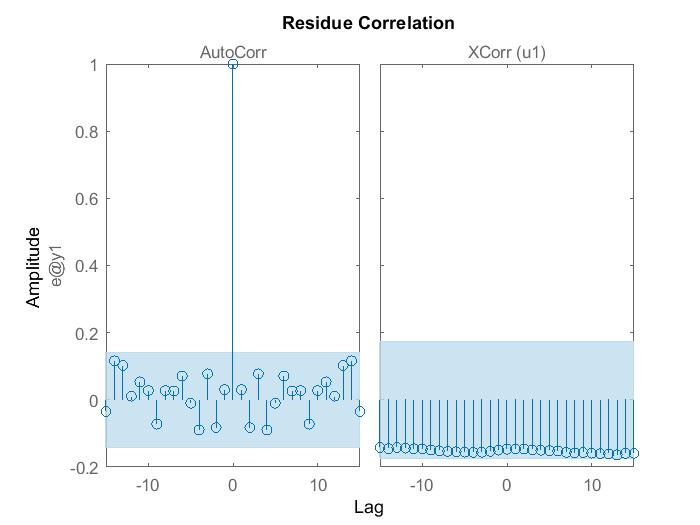 Residue Correlation
AutoCorr
XCorr (u1)
1
0.8
0.6
0.4
0.2
0
-0.2
Amplitude
e@y1
-10 0 10
-10 0 10
Lag